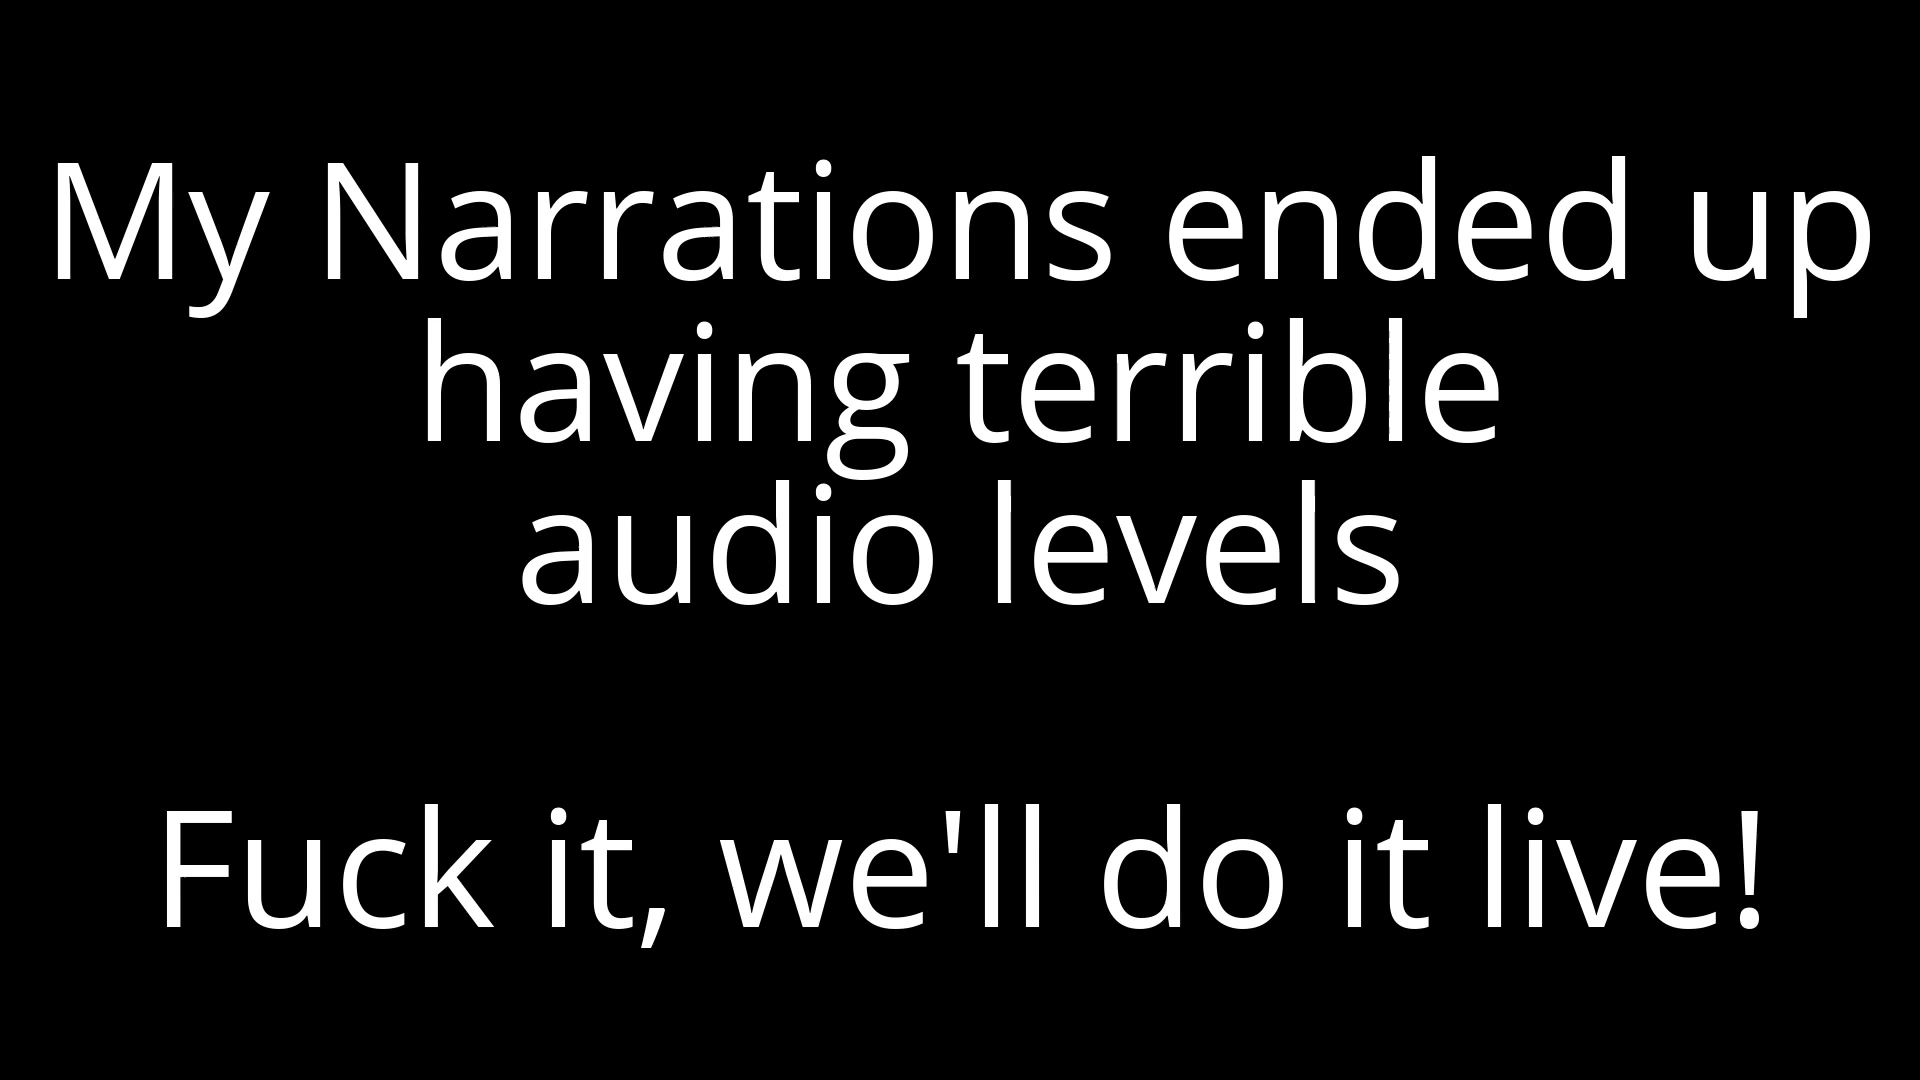 My Narrations ended up
having terrible
audio levels
Fuck it, we'll do it live!